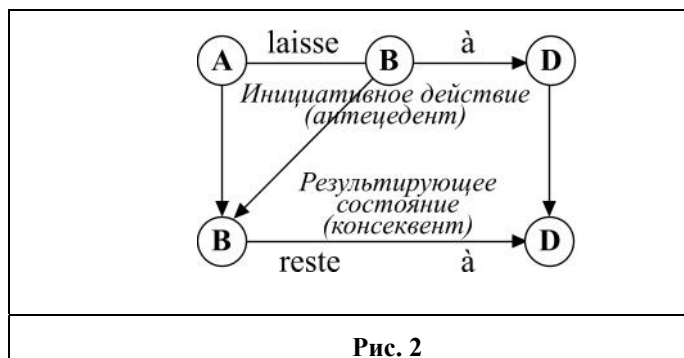 laisse à
A B D
Инициативное действие
(антецедент)
Результирующее
состояние
(консеквент)
B D
reste à
Рис. 2